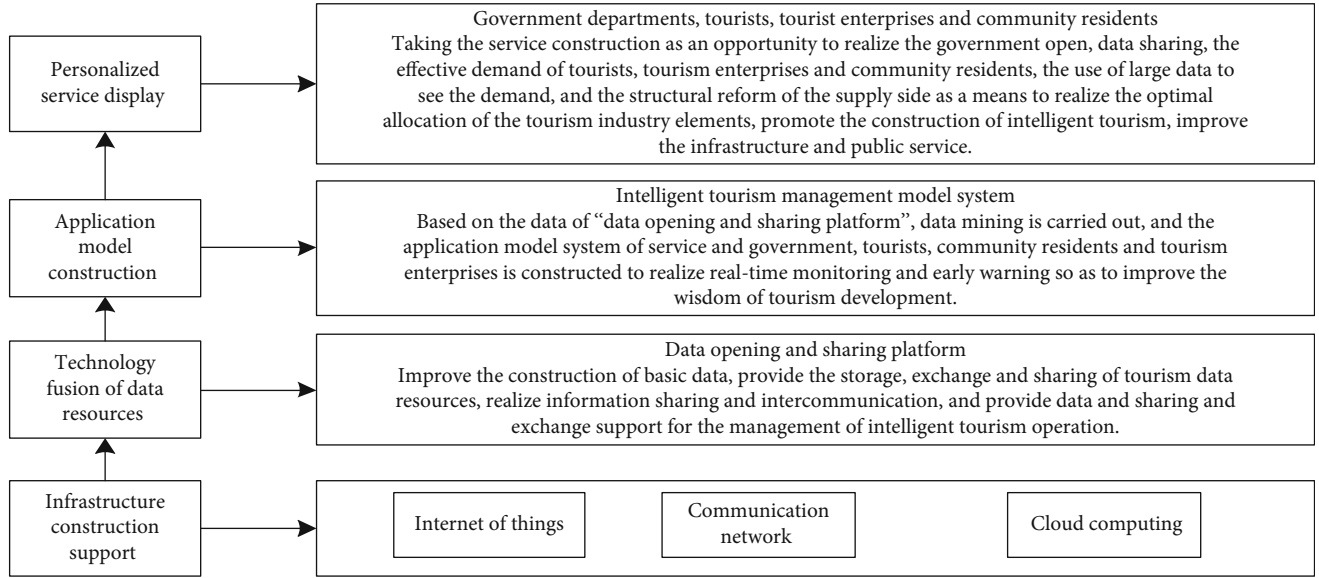 Personalized
service display
Government departments, tourists, tourist enterprises and community residents
Taking the service construction as an opportunity to realize the government open, data sharing, the
effective demand of tourists, tourism enterprises and community residents, the use of large data to
see the demand, and the structural reform of the supply side as a means to realize the optimal
allocation of the tourism industry elements, promote the construction of intelligent tourism, improve
the infrastructure and public service.
Application
model
construction
Intelligent tourism management model system
Based on the data of “data opening and sharing platform”, data mining is carried out, and the
application model system of service and government, tourists, community residents and tourism
enterprises is constructed to realize real-time monitoring and early warning so as to improve the
wisdom of tourism development.
Technology
fusion of data
resources
Data opening and sharing platform
Improve the construction of basic data, provide the storage, exchange and sharing of tourism data
resources, realize information sharing and intercommunication, and provide data and sharing and
exchange support for the management of intelligent tourism operation.
Infrastructure
construction
support
Internet of things
Communication
network
Cloud computing